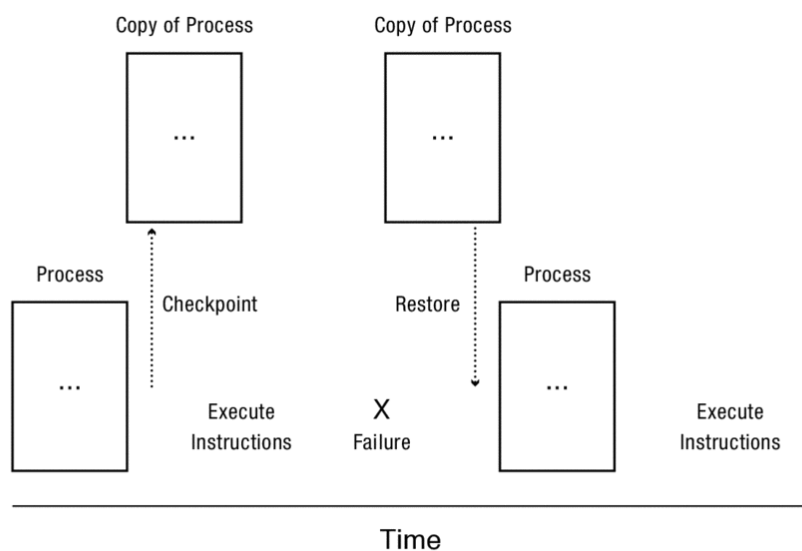 Copy of Process
Copy of Process
...
...
Process
Process
Checkpoint
Restore
...
...
Execute
Instructions
X
Failure
Execute
Instructions
Time